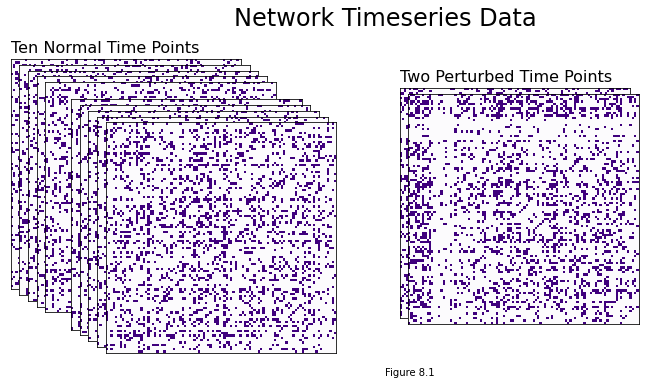 Network Timeseries Data
Ten Normal Time Points
Two Perturbed Time Points
Figure 8.1